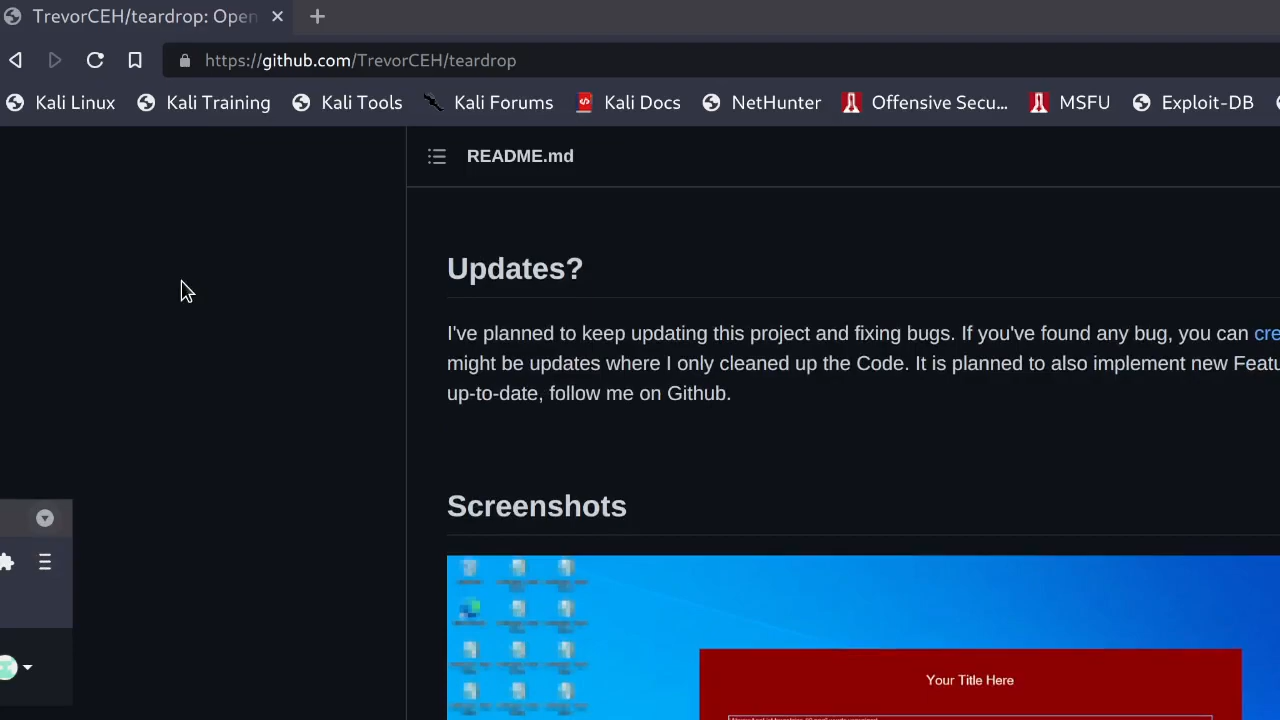 TrevorCEH/teardrop: Open
https://github.com/TrevorCEH/teardrop
Kali Linux Kali Training Kali Tools Kali Forums Kali Docs NetHunter Offensive Secu... MSFU Exploit-DB
README.md
Updates?
I've planned to keep updating this project and fixing bugs. If you've found any bug, you can cre
might be updates where I only cleaned up the Code. It is planned to also implement new Featu
up-to-date, follow me on Github.
Screenshots
Your Title Here